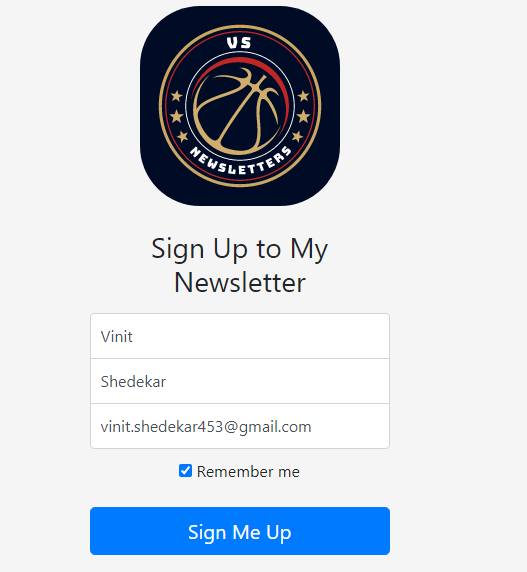 VS
NEWSLETTERS
Sign Up to My
Newsletter
Vinit
Shedekar
vinit.shedekar453@gmail.com
Remember me
Sign Me Up